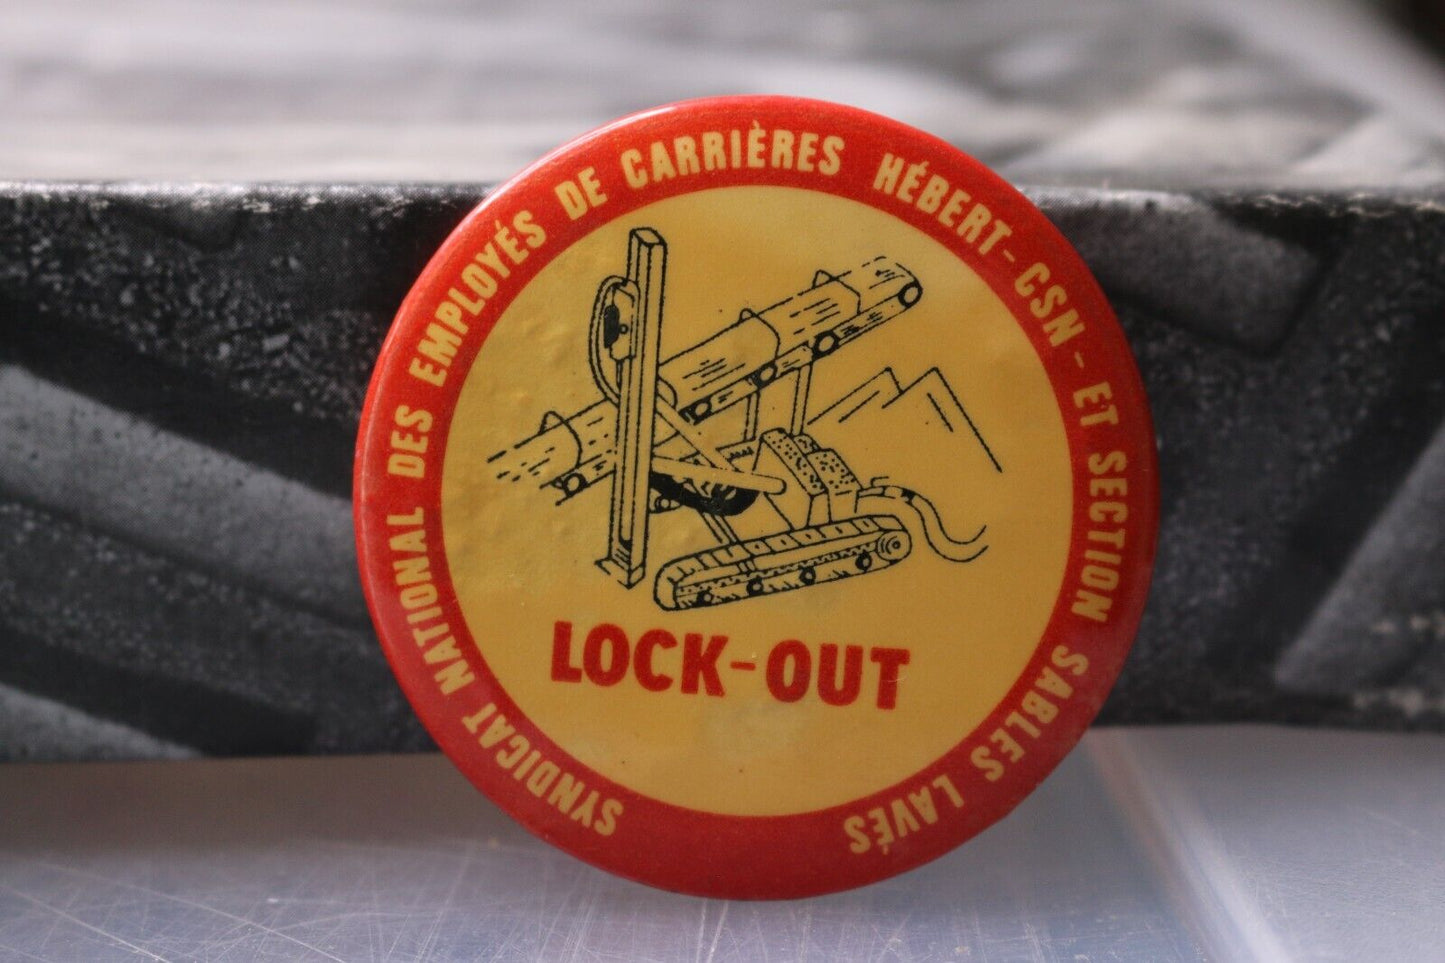 SYNDICAT NATIONAL DES EMPLOYÉS DE CARRIÈRES HÉBERT-CSN-ET SECTION SABLES LAVÉS
LOCK-OUT